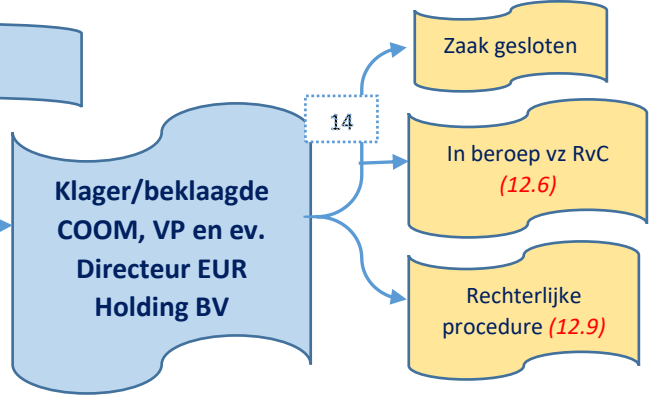 Zaak gesloten
14
In beroep vz RvC
(12.6)
Klager/beklaagde
COOM, VP en ev.
Directeur EUR
Holding BV
Rechterlijke
procedure (12.9)